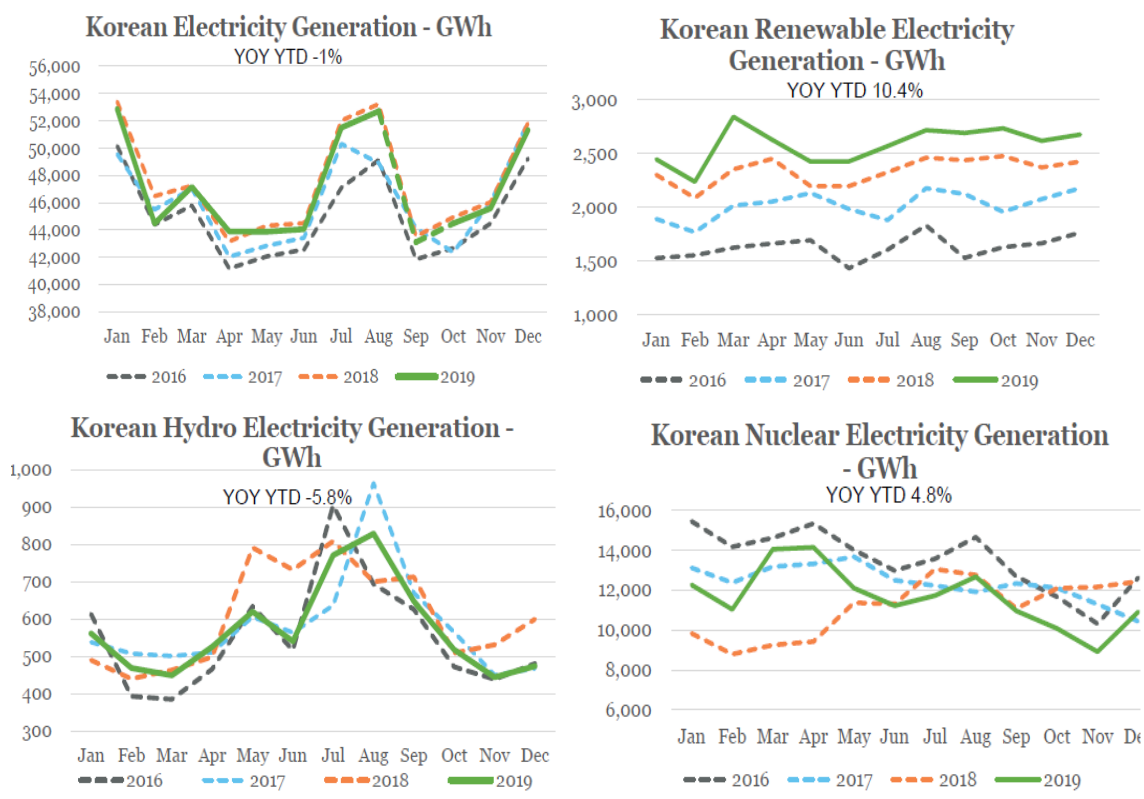 Korean Electricity Generation - GWh
YOY YTD -1%
56,000
54,000
52,000
50,000
48,000
46,000
44,000
42,000
40,000
38,000
Jan Feb Mar Apr May Jun Jul Aug Sep Oct Nov Dec
2016 2017 2018 2019
Korean Renewable Electricity
Generation - GWh
YOY YTD 10.4%
3,000
2,500
2,000
1,500
1,000
Jan Feb Mar Apr May Jun Jul Aug Sep Oct Nov Dec
2016 2017 2018 2019
Korean Hydro Electricity Generation -
GWh
YOY YTD -5.8%
1,000
900
800
700
600
500
400
300
Jan Feb Mar Apr May Jun Jul Aug Sep Oct Nov Dec
2016 2017 2018 2019
Korean Nuclear Electricity Generation
- GWh
YOY YTD 4.8%
16,000
14,000
12,000
10,000
8,000
6,000
Jan Feb Mar Apr May Jun Jul Aug Sep Oct Nov De
2016 2017 2018 2019